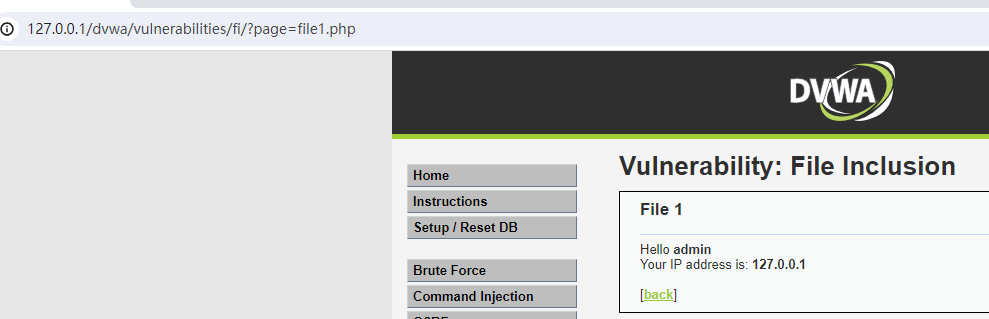 127.0.0.1/dvwa/vulnerabilities/fi/?page=file1.php
DVWA
Home
Instructions
Setup / Reset DB
Brute Force
Command Injection
Vulnerability: File Inclusion
File 1
Hello admin
Your IP address is: 127.0.0.1
[back]